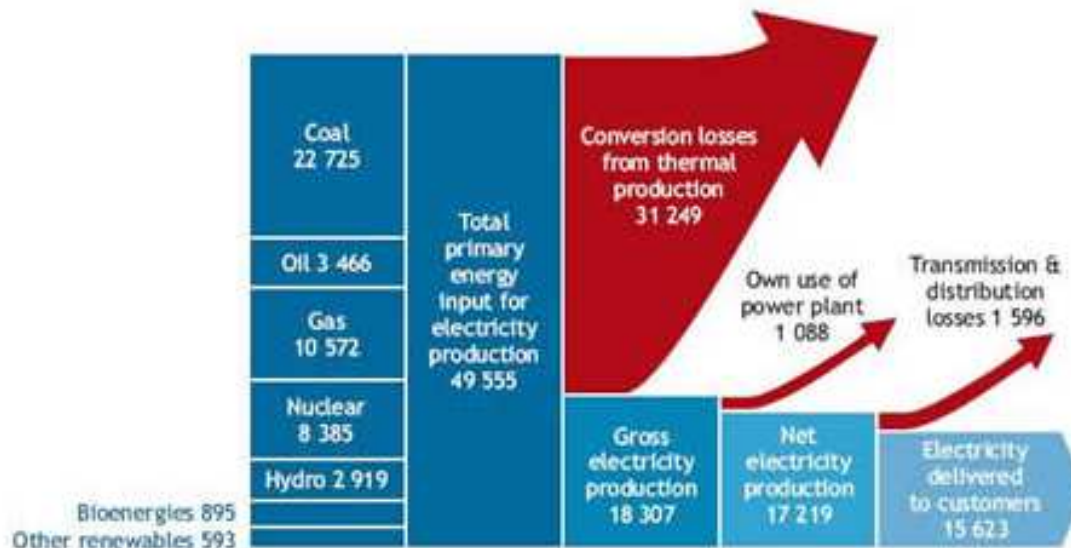 Coal
22 725
Oil 3 466
Gas
10 572
Nuclear
8 385
Hydro 2 919
Bioenergies 895
Other renewables 593
Total
primary
energy
input for
electricity
production
49 555
Conversion losses
from thermal
production
31 249
Gross
electricity
production
18 307
Own use of
power plant
1 088
Net
electricity
production
17 219
Transmission &
distribution
losses 1 596
Electricity
delivered
to customers
15 623